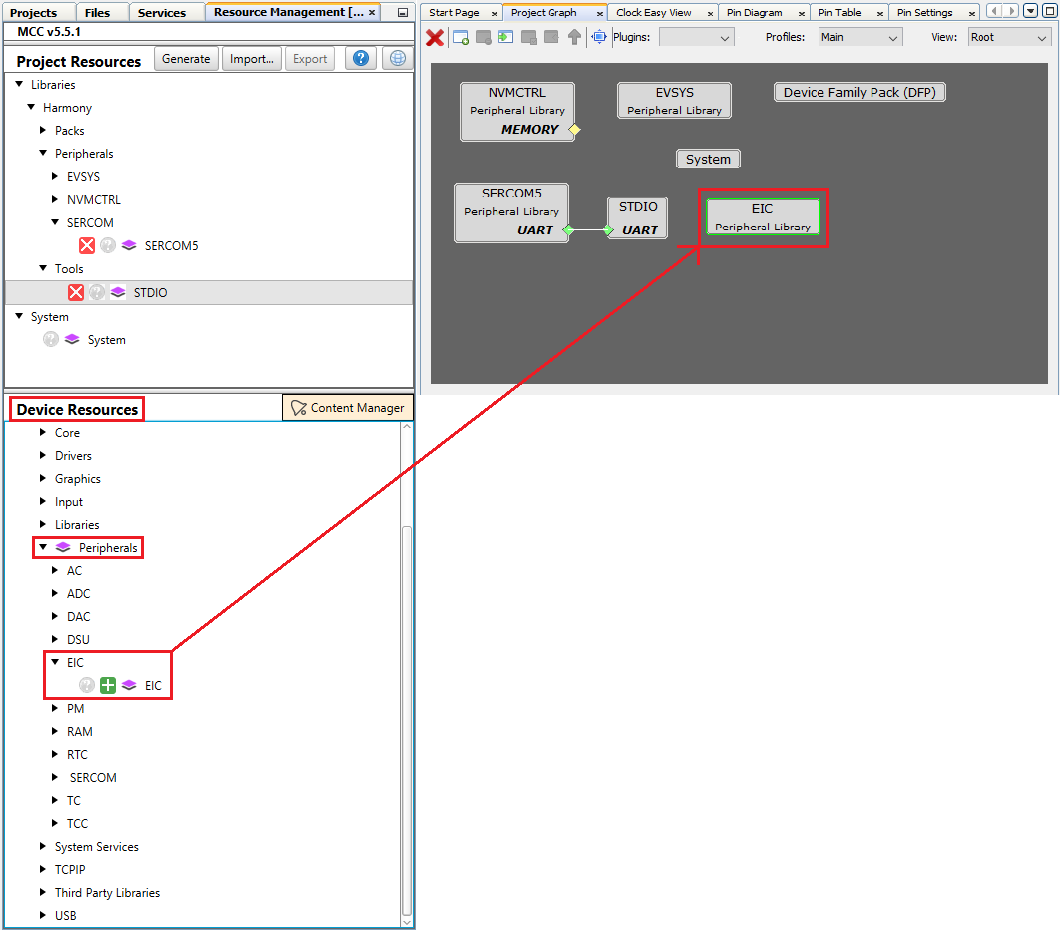 Projects Files Services Resource Management [... ×
MCC v5.5.1
Project Resources Generate Import... Export ?
Libraries
Harmony
Packs
Peripherals
EVSYS
NVMCTRL
SERCOM
? SERCOM5
Tools
? STDIO
System
? System
Device Resources Content Manager
Core
Drivers
Graphics
Input
Libraries
Peripherals
AC
ADC
DAC
DSU
EIC
? EIC
PM
RAM
RTC
SERCOM
TC
TCC
System Services
TCPIP
Third Party Libraries
USB
Start Page × Project Graph × Clock Easy View × Pin Diagram × Pin Table × Pin Settings ×
Plugins: Profiles: Main View: Root
NVMCTRL
Peripheral Library
MEMORY
EVSYS
Peripheral Library
Device Family Pack (DFP)
System
SERCOM5
Peripheral Library
UART
STDIO
UART
EIC
Peripheral Library